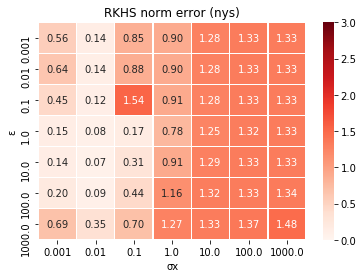 RKHS norm error (nys)
0.001 0.56 0.14 0.85 0.90 1.28 1.33 1.33
0.01 0.64 0.14 0.88 0.90 1.28 1.33 1.33
0.1 0.45 0.12 1.54 0.91 1.28 1.33 1.33
1.0 0.15 0.08 0.17 0.78 1.25 1.32 1.33
10.0 0.14 0.07 0.31 0.91 1.29 1.33 1.33
100.0 0.20 0.09 0.44 1.16 1.32 1.33 1.34
1000.0 0.69 0.35 0.70 1.27 1.33 1.37 1.48
0.001 0.01 0.1 1.0 10.0 100.0 1000.0
σx
ε
3.0
2.5
2.0
1.5
1.0
0.5
0.0